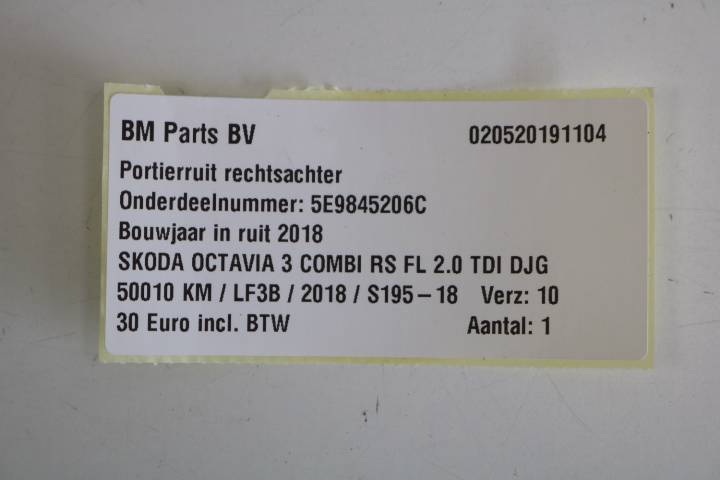 BM Parts BV 020520191104
Portierruit rechtsachter
Onderdeelnummer: 5E9845206C
Bouwjaar in ruit 2018
SKODA OCTAVIA 3 COMBI RS FL 2.0 TDI DJG
50010 KM / LF3B / 2018 / S195-18 Verz: 10
30 Euro incl. BTW Aantal: 1